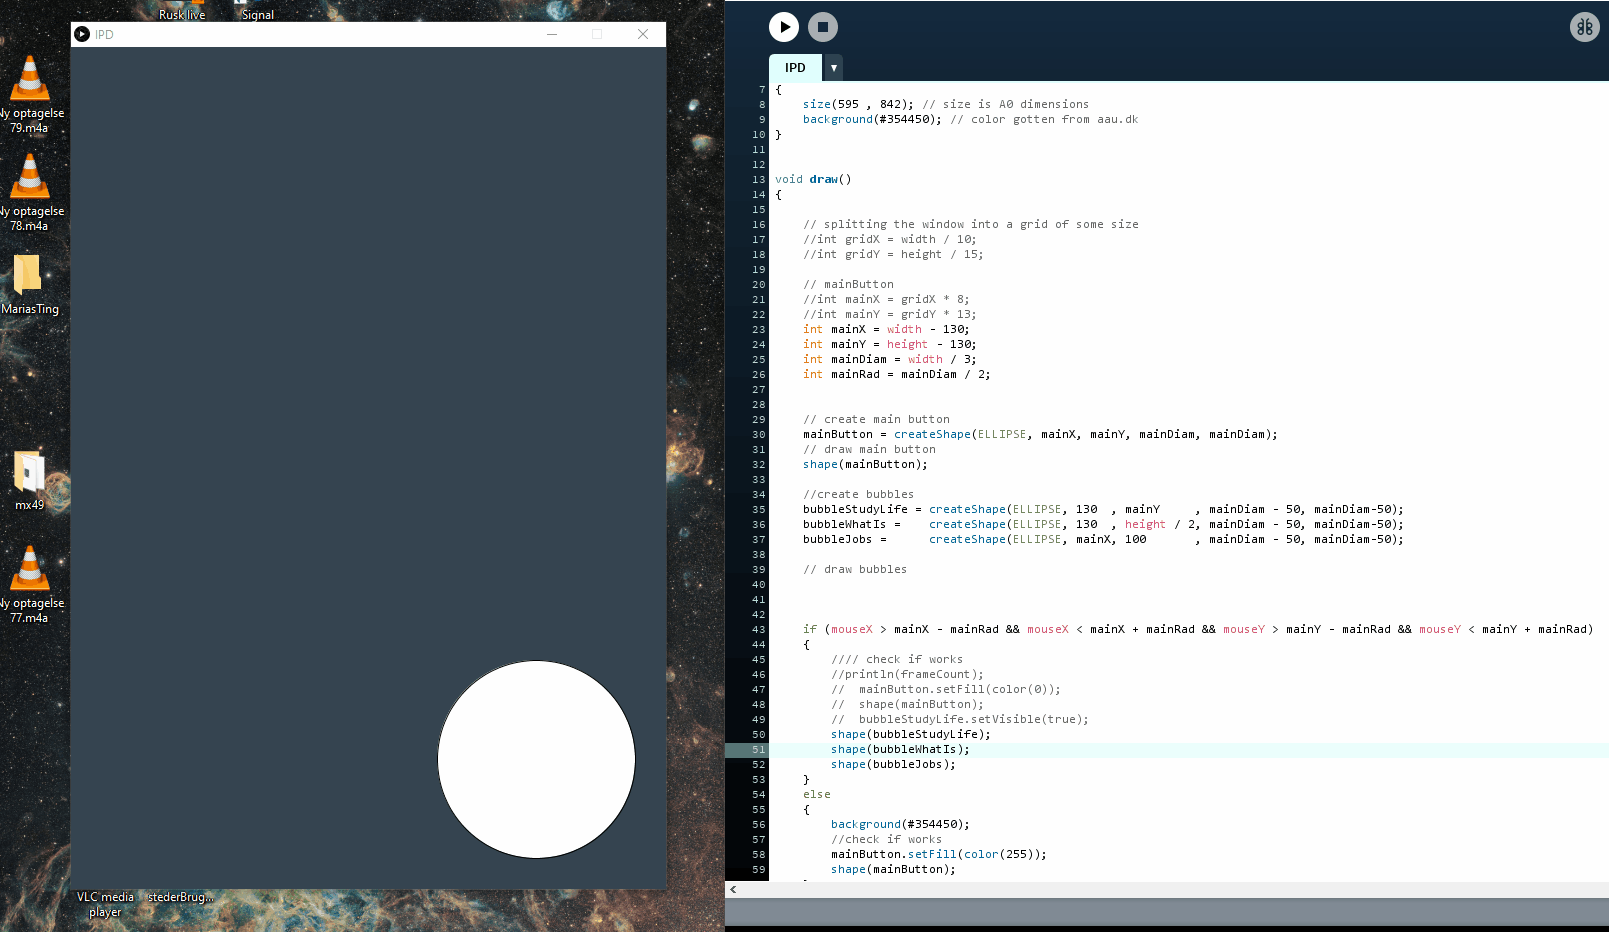 Rusk live
Signal
IPD
Ny optagelse
79.m4a
Ny optagelse
78.m4a
MariasTing
mx49
Ny optagelse
77.m4a
VLC media
player
stederBrug...
IPD
7 {
8 size(595 , 842); // size is A0 dimensions
9 background(#354450); // color gotten from aau.dk
10 }
11
12
13 void draw()
14 {
15
16 // splitting the window into a grid of some size
17 //int gridX = width / 10;
18 //int gridY = height / 15;
19
20 // mainButton
21 //int mainX = gridX * 8;
22 //int mainY = gridY * 13;
23 int mainX = width - 130;
24 int mainY = height - 130;
25 int mainDiam = width / 3;
26 int mainRad = mainDiam / 2;
27
28
29 // create main button
30 mainButton = createShape(ELLIPSE, mainX, mainY, mainDiam, mainDiam);
31 // draw main button
32 shape(mainButton);
33
34 //create bubbles
35 bubbleStudyLife = createShape(ELLIPSE, 130 , mainY , mainDiam - 50, mainDiam-50);
36 bubbleWhatIs = createShape(ELLIPSE, 130 , height / 2, mainDiam - 50, mainDiam-50);
37 bubbleJobs = createShape(ELLIPSE, mainX, 100 , mainDiam - 50, mainDiam-50);
38
39 // draw bubbles
40
41
42
43 if (mouseX > mainX - mainRad && mouseX < mainX + mainRad && mouseY > mainY - mainRad && mouseY < mainY + mainRad)
44 {
45 //// check if works
46 //println(frameCount);
47 // mainButton.setFill(color(0));
48 // shape(mainButton);
49 // bubbleStudyLife.setVisible(true);
50 shape(bubbleStudyLife);
51 shape(bubbleWhatIs);
52 shape(bubbleJobs);
53 }
54 else
55 {
56 background(#354450);
57 //check if works
58 mainButton.setFill(color(255));
59 shape(mainButton);